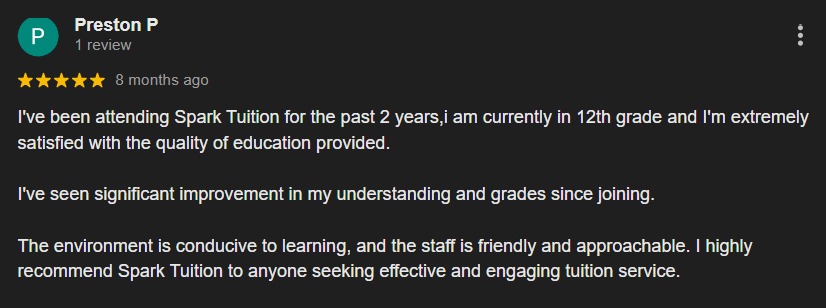 P
Preston P
1 review
8 months ago
I've been attending Spark Tuition for the past 2 years,i am currently in 12th grade and I'm extremely
satisfied with the quality of education provided.
I've seen significant improvement in my understanding and grades since joining.
The environment is conducive to learning, and the staff is friendly and approachable. I highly
recommend Spark Tuition to anyone seeking effective and engaging tuition service.